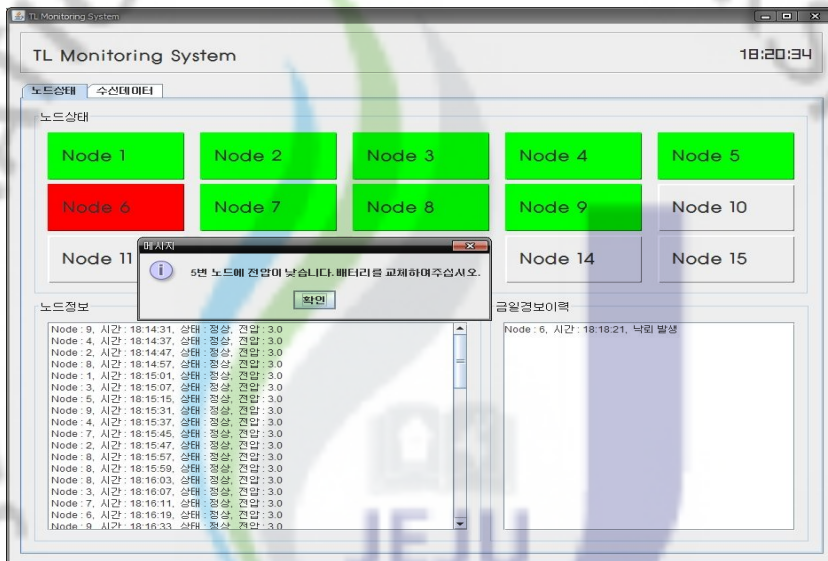 TL Monitoring System
TL Monitoring System
18:20:34
노드상태 수신데이터
노드상태
Node 1 Node 2 Node 3 Node 4 Node 5
Node 6 Node 7 Node 8 Node 9 Node 10
Node 11 Node 14 Node 15
메시지
5번 노드에 전압이 낮습니다. 배터리를 교체하여주십시오.
확인
노드정보
Node : 9, 시간 : 18:14:31, 상태 : 정상, 전압 : 3.0
Node : 4, 시간 : 18:14:37, 상태 : 정상, 전압 : 3.0
Node : 2, 시간 : 18:14:47, 상태 : 정상, 전압 : 3.0
Node : 8, 시간 : 18:14:57, 상태 : 정상, 전압 : 3.0
Node : 1, 시간 : 18:15:01, 상태 : 정상, 전압 : 3.0
Node : 3, 시간 : 18:15:07, 상태 : 정상, 전압 : 3.0
Node : 5, 시간 : 18:15:15, 상태 : 정상, 전압 : 3.0
Node : 9, 시간 : 18:15:31, 상태 : 정상, 전압 : 3.0
Node : 4, 시간 : 18:15:37, 상태 : 정상, 전압 : 3.0
Node : 7, 시간 : 18:15:45, 상태 : 정상, 전압 : 3.0
Node : 2, 시간 : 18:15:47, 상태 : 정상, 전압 : 3.0
Node : 8, 시간 : 18:15:57, 상태 : 정상, 전압 : 3.0
Node : 8, 시간 : 18:15:59, 상태 : 정상, 전압 : 3.0
Node : 8, 시간 : 18:16:03, 상태 : 정상, 전압 : 3.0
Node : 3, 시간 : 18:16:07, 상태 : 정상, 전압 : 3.0
Node : 7, 시간 : 18:16:11, 상태 : 정상, 전압 : 3.0
Node : 6, 시간 : 18:16:19, 상태 : 정상, 전압 : 3.0
Node : 9, 시간 : 18:16:33, 상태 : 정상, 전압 : 3.0
금일경보이력
Node : 6, 시간 : 18:18:21, 낙뢰 발생
JEJU